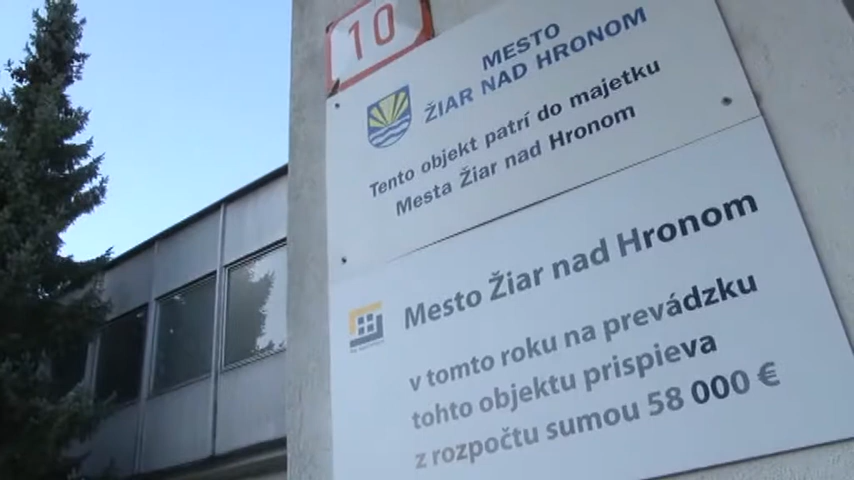 10
MESTO
ŽIAR NAD HRONOM
Tento objekt patrí do majetku
Mesta Žiar nad Hronom
Mesto Žiar nad Hronom
v tomto roku na prevádzku
tohto objektu prispieva
z rozpočtu sumou 58 000 €